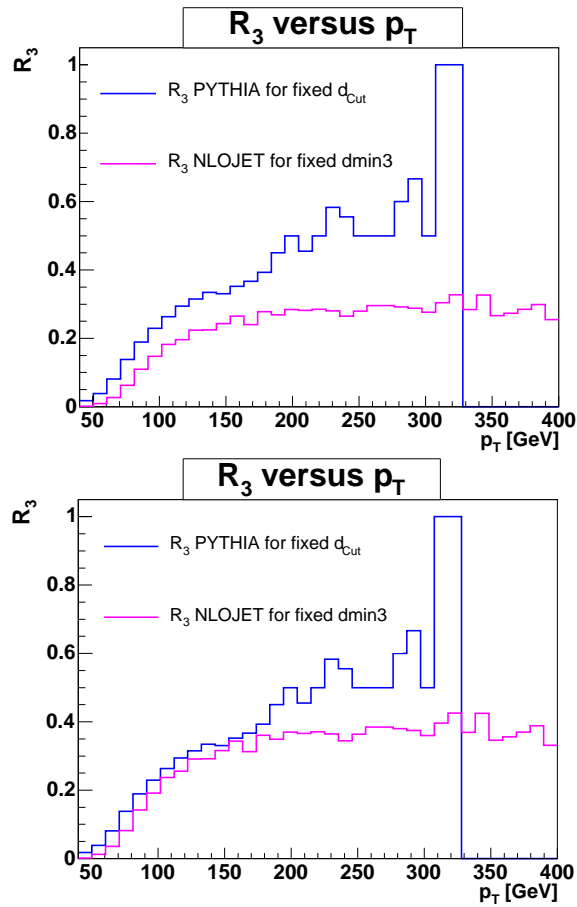 R3 versus pT
R3
1
R3 PYTHIA for fixed dCut
0.8
R3 NLOJET for fixed dmin3
0.6
0.4
0.2
0
50 100 150 200 250 300 350 400
pT [GeV]
R3 versus pT
R3
1
R3 PYTHIA for fixed dCut
0.8
R3 NLOJET for fixed dmin3
0.6
0.4
0.2
0
50 100 150 200 250 300 350 400
pT [GeV]